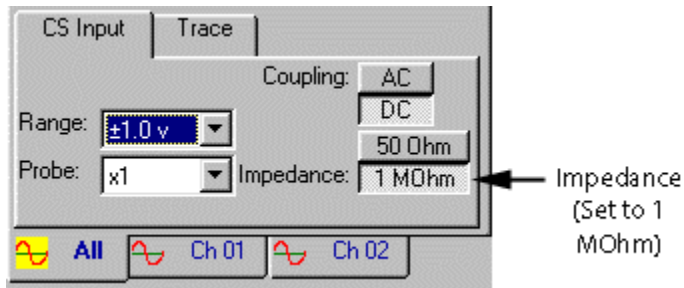 CS Input Trace
Coupling: AC
DC
Range: ±1.0 v
50 Ohm
Probe: x1 Impedance: 1 MOhm
Impedance
(Set to 1
MOhm)
All Ch 01 Ch 02